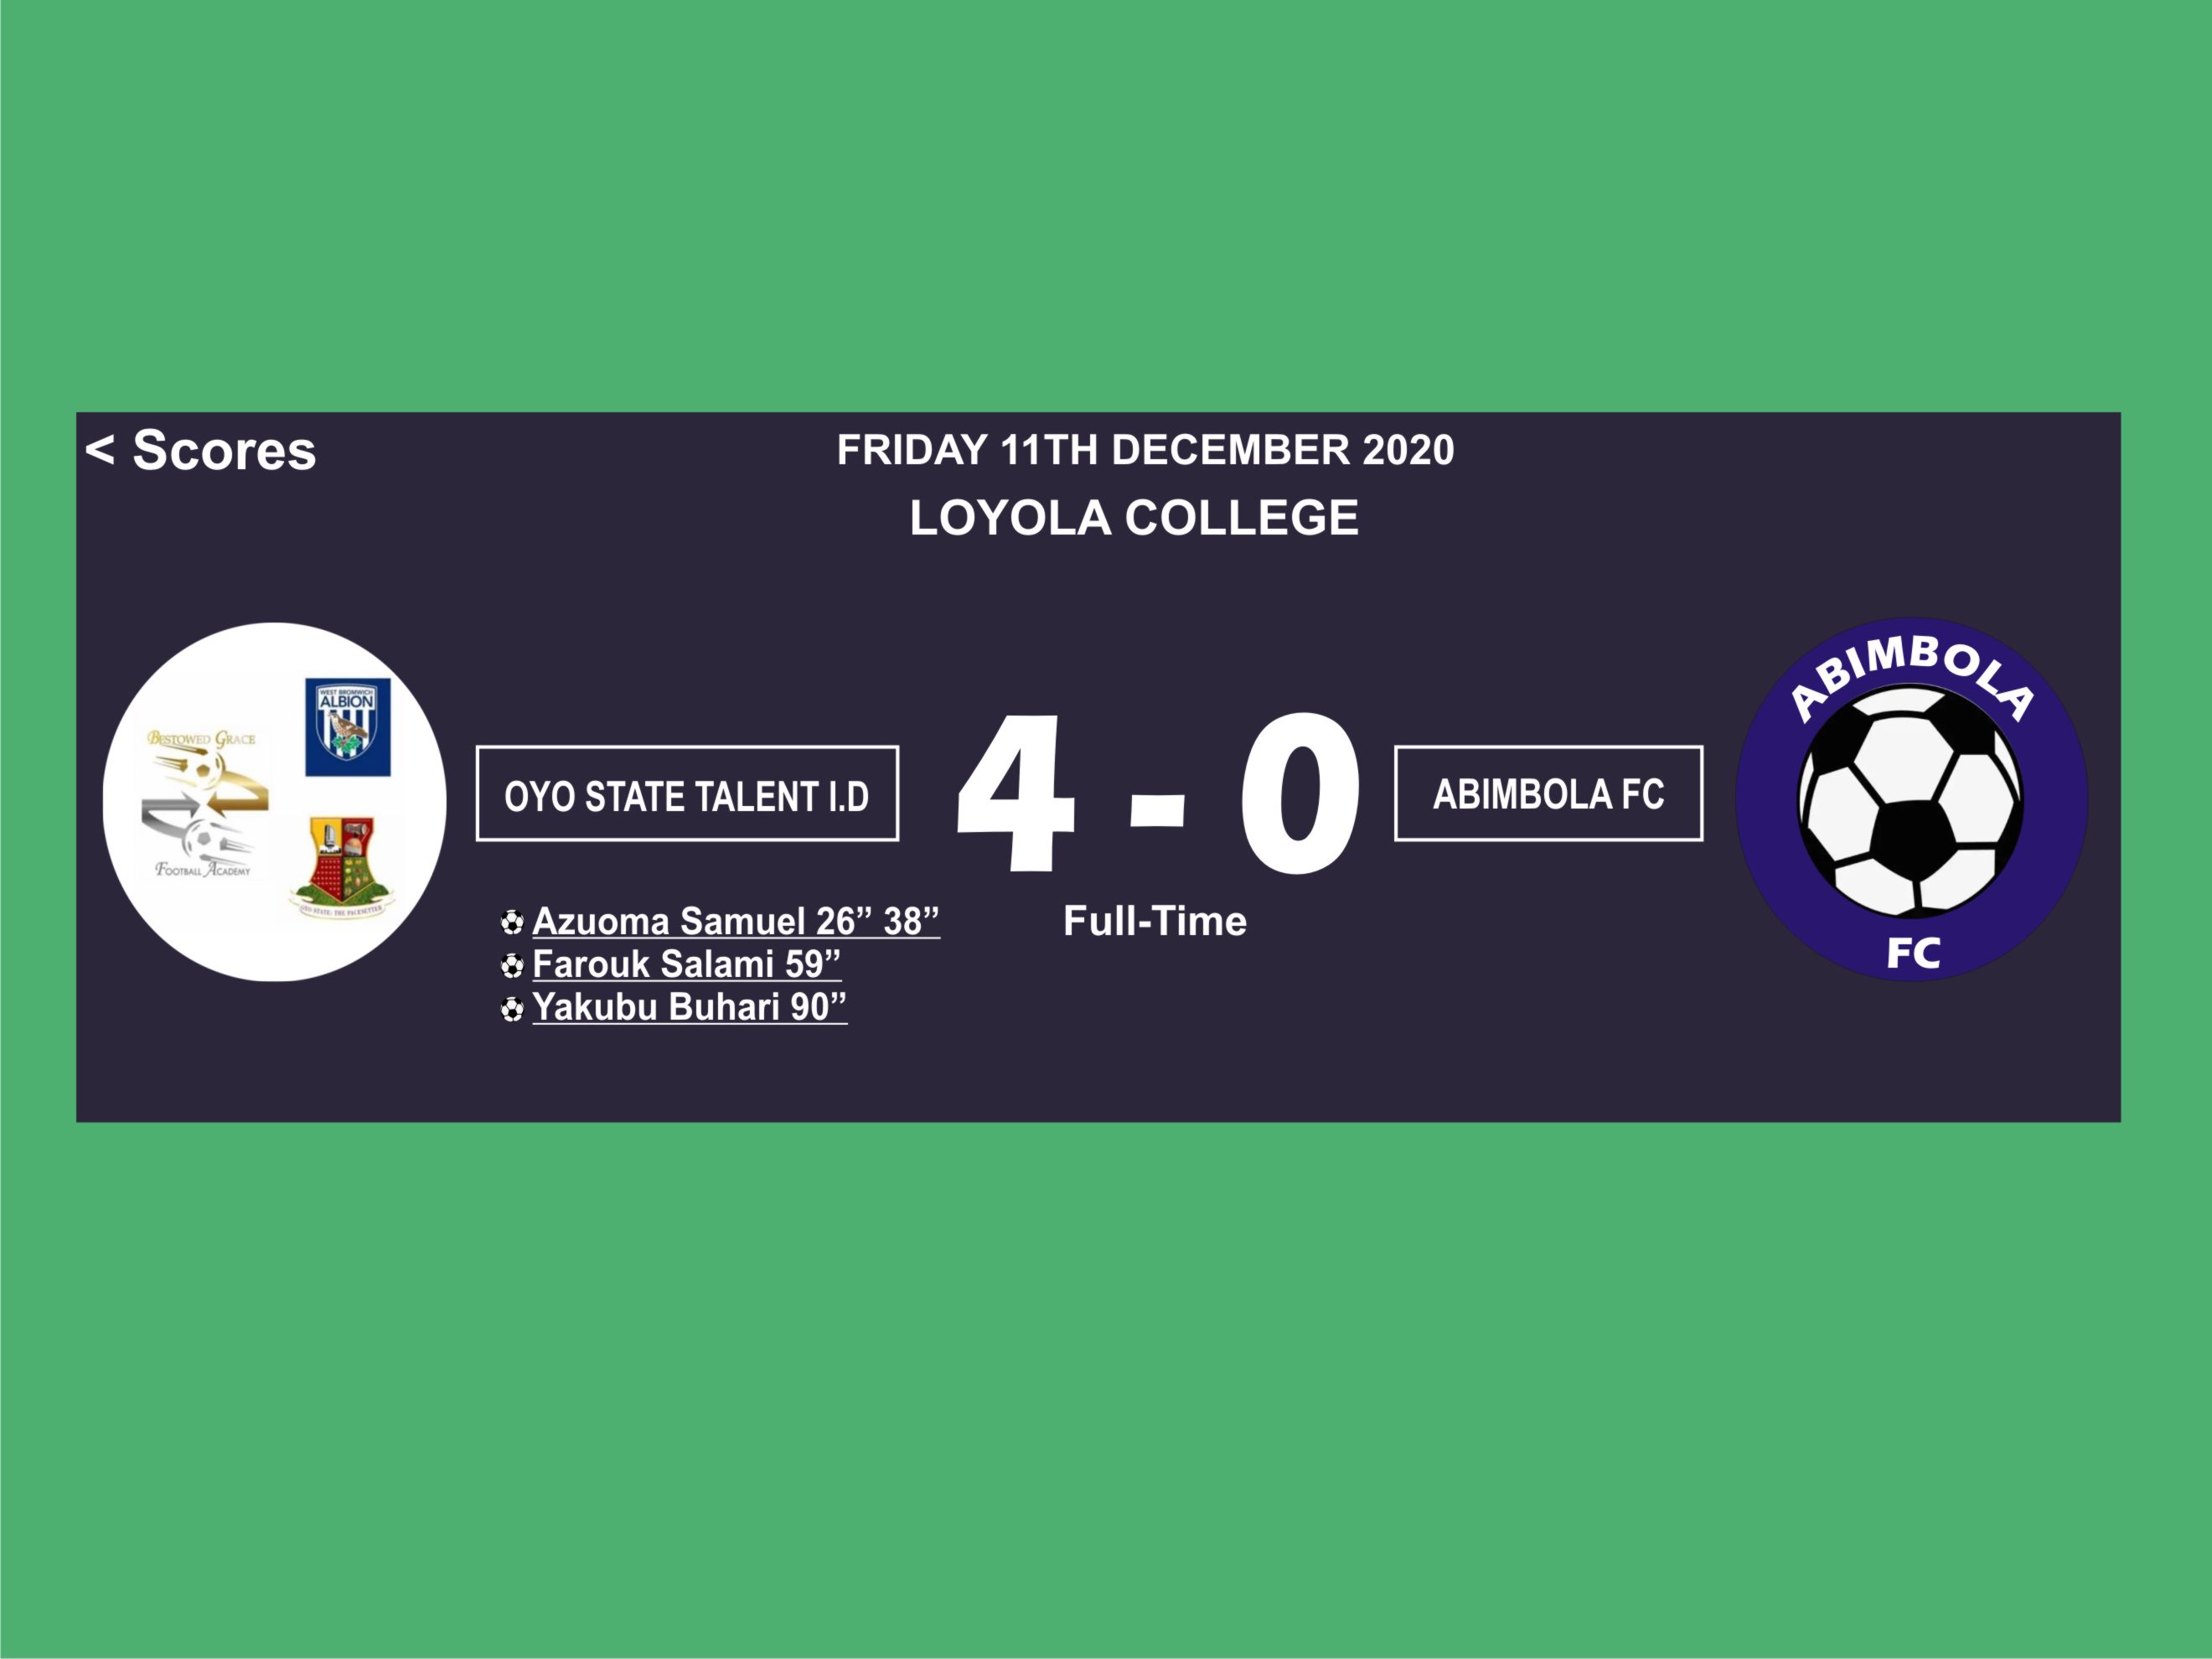 < Scores
FRIDAY 11TH DECEMBER 2020
LOYOLA COLLEGE
WEST BROMWICH
ALBION
BESTOWED GRACE
FOOTBALL ACADEMY
OYO STATE: THE PACESETTER
OYO STATE TALENT I.D
4 - 0
ABIMBOLA FC
Azuoma Samuel 26” 38”
Farouk Salami 59”
Yakubu Buhari 90”
Full-Time
ABIMBOLA
FC